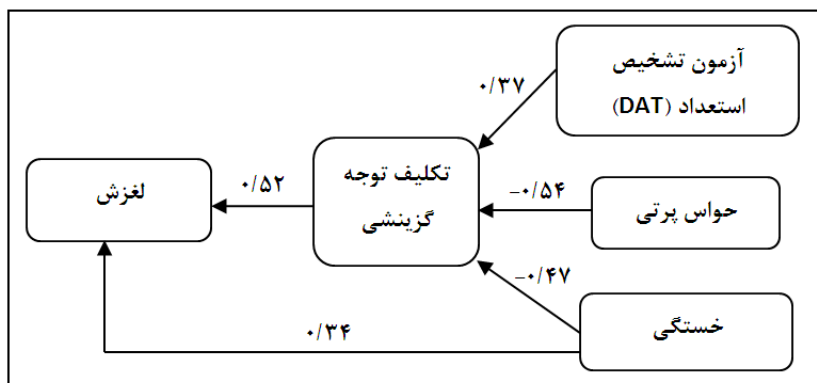 آزمون تشخیص
استعداد (DAT)
۰/۳۷
تکلیف توجه
گزینشی
۰/۵۲
لغزش
-۰/۵۴
حواس پرتی
-۰/۴۷
خستگی
۰/۳۴